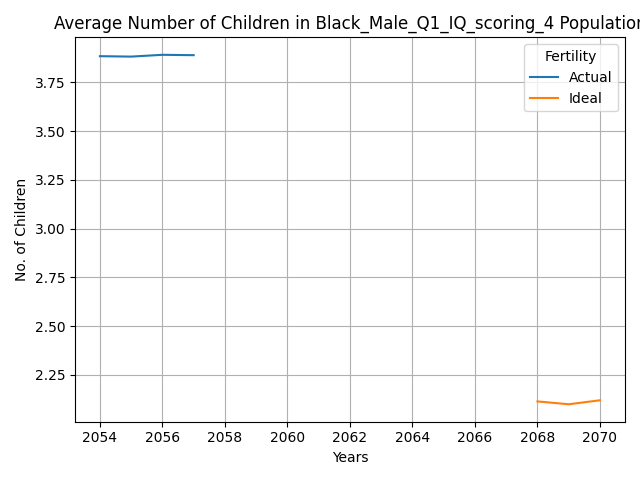 Average Number of Children in Black_Male_Q1_IQ_scoring_4 Population
Fertility
Actual
Ideal
No. of Children
3.75
3.50
3.25
3.00
2.75
2.50
2.25
2054 2056 2058 2060 2062 2064 2066 2068 2070
Years